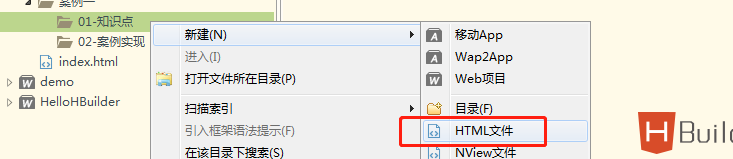 案例一
01-知识点
02-案例实现
index.html
demo
HelloHBuilder
新建(N)
进入(I)
打开文件所在目录(P)
扫描索引
引入框架语法提示(F)
在该目录下搜索(S)
移动App
Wap2App
Web项目
目录(F)
HTML文件
NView文件
HBuil